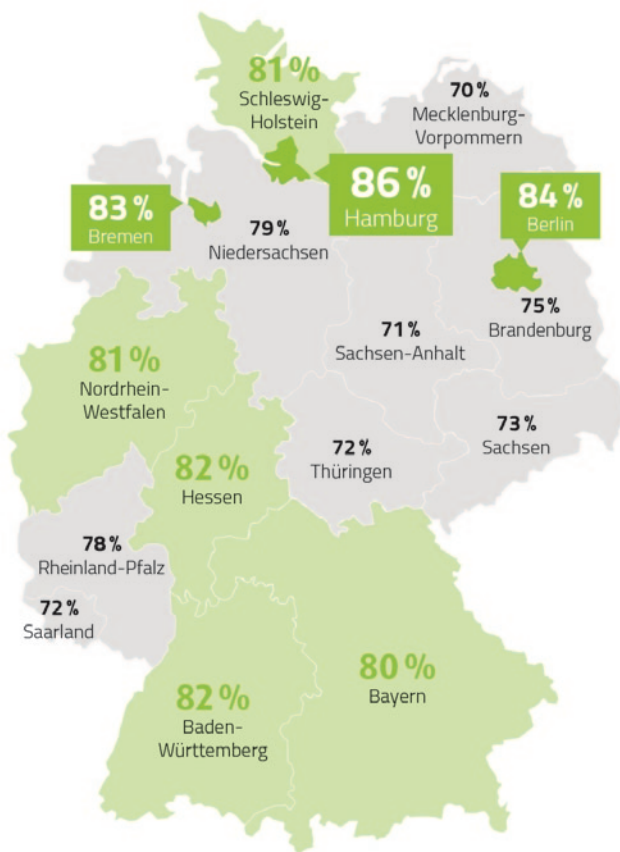 81 %
Schleswig-
Holstein
70 %
Mecklenburg-
Vorpommern
86 %
Hamburg
83 %
Bremen
84 %
Berlin
79 %
Niedersachsen
75 %
Brandenburg
71 %
Sachsen-Anhalt
81 %
Nordrhein-
Westfalen
73 %
Sachsen
72 %
Thüringen
82 %
Hessen
78 %
Rheinland-Pfalz
72 %
Saarland
80 %
Bayern
82 %
Baden-
Württemberg